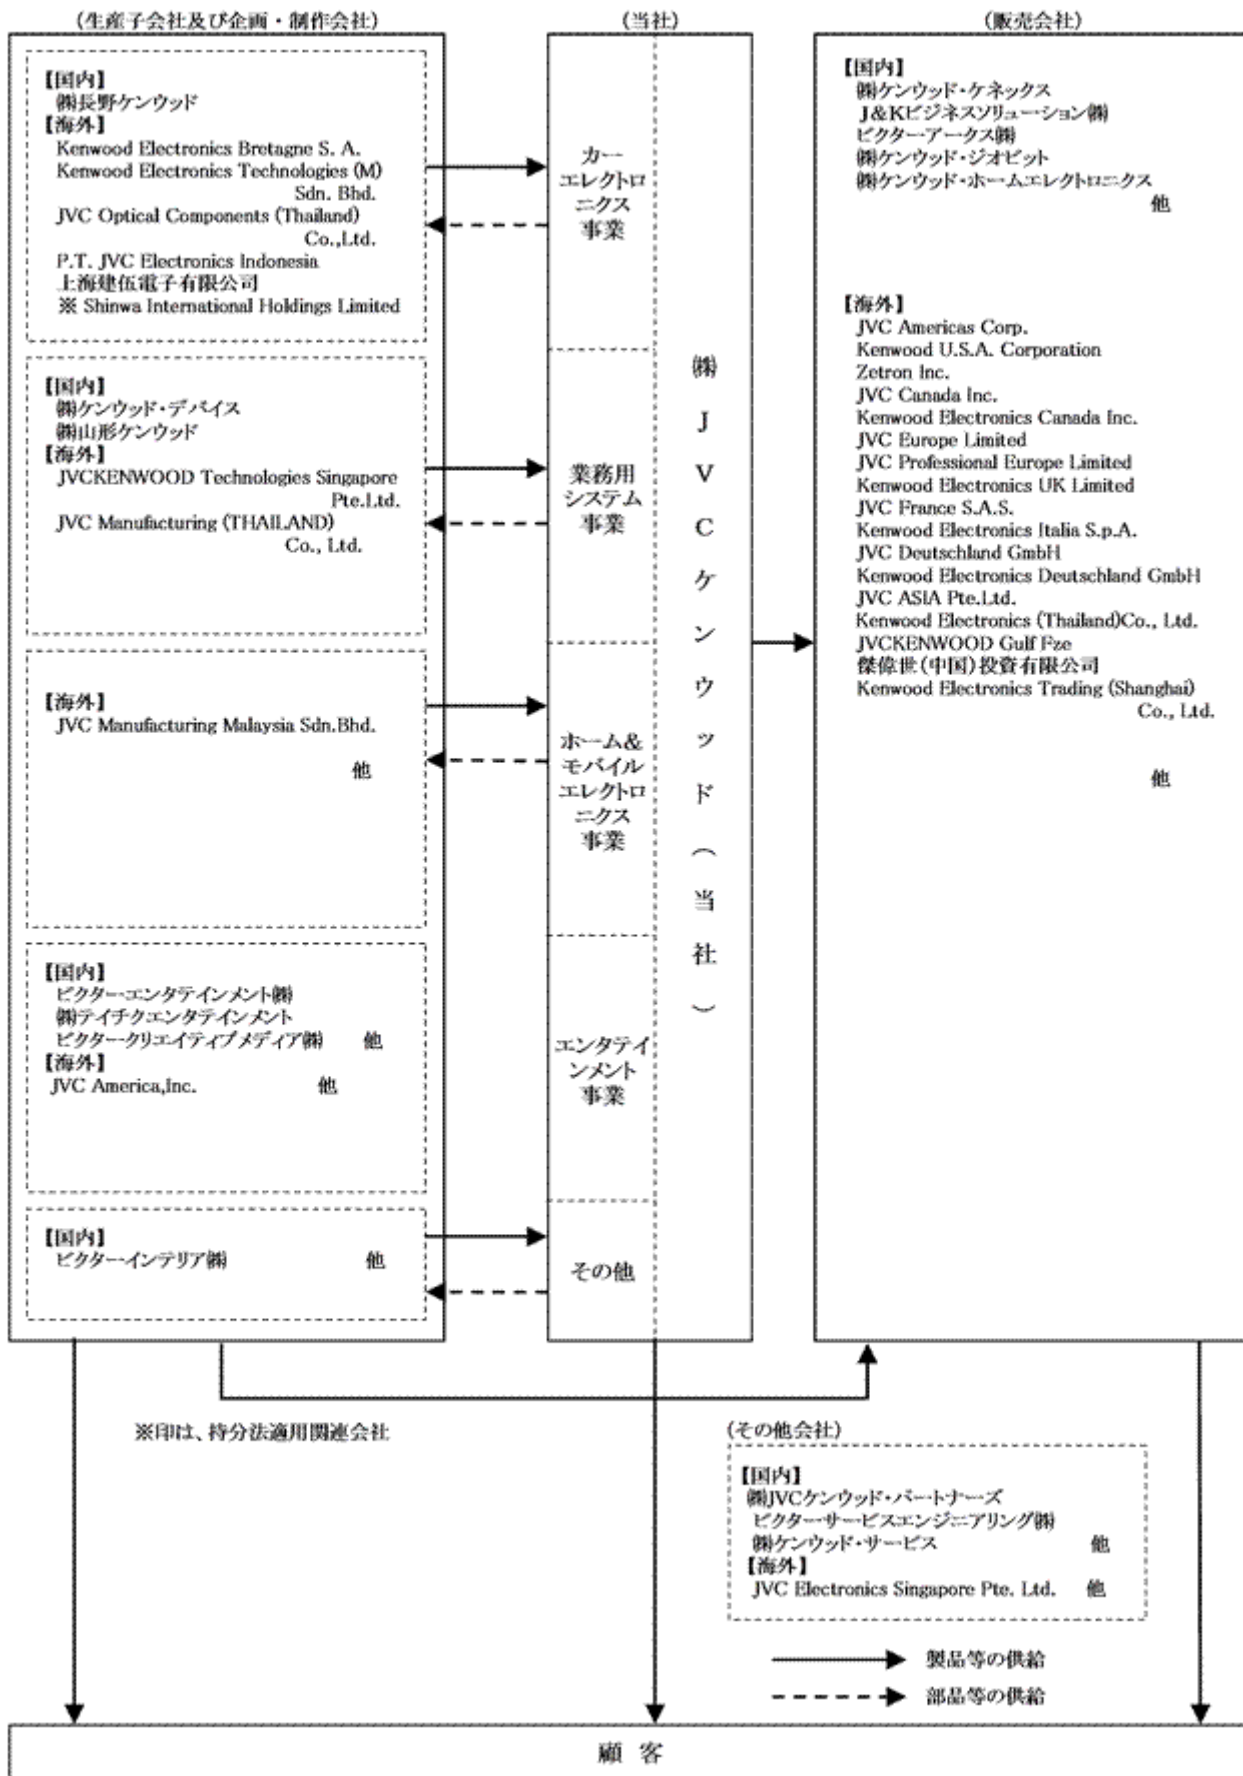 (生産子会社及び企画・制作会社)
【国内】
㈱長野ケンウッド
【海外】
Kenwood Electronics Bretagne S. A.
Kenwood Electronics Technologies (M)
Sdn. Bhd.
JVC Optical Components (Thailand)
Co.,Ltd.
P.T. JVC Electronics Indonesia
上海建伍電子有限公司
※ Shinwa International Holdings Limited
【国内】
㈱ケンウッド・デバイス
㈱山形ケンウッド
【海外】
JVCKENWOOD Technologies Singapore
Pte.Ltd.
JVC Manufacturing (THAILAND)
Co., Ltd.
【海外】
JVC Manufacturing Malaysia Sdn.Bhd.
他
【国内】
ビクターエンタテインメント㈱
㈱テイチクエンタテインメント
ビクタークリエイティブメディア㈱ 他
【海外】
JVC America,Inc. 他
【国内】
ビクターインテリア㈱ 他
(当社)
カー
エレクトロ
ニクス
事業
業務用
システム
事業
ホーム&
モバイル
エレクトロ
ニクス
事業
エンタテイ
ンメント
事業
その他
㈱JVCケンウッド(当社)
(販売会社)
【国内】
㈱ケンウッド・ケネックス
J&Kビジネスソリューション㈱
ビクターアークス㈱
㈱ケンウッド・ジオビット
㈱ケンウッド・ホームエレクトロニクス
他
【海外】
JVC Americas Corp.
Kenwood U.S.A. Corporation
Zetron Inc.
JVC Canada Inc.
Kenwood Electronics Canada Inc.
JVC Europe Limited
JVC Professional Europe Limited
Kenwood Electronics UK Limited
JVC France S.A.S.
Kenwood Electronics Italia S.p.A.
JVC Deutschland GmbH
Kenwood Electronics Deutschland GmbH
JVC ASIA Pte.Ltd.
Kenwood Electronics (Thailand)Co., Ltd.
JVCKENWOOD Gulf Fze
傑偉世(中国)投資有限公司
Kenwood Electronics Trading (Shanghai)
Co., Ltd.
他
※印は、持分法適用関連会社
(その他会社)
【国内】
㈱JVCケンウッド・パートナーズ
ビクターサービスエンジニアリング㈱
㈱ケンウッド・サービス 他
【海外】
JVC Electronics Singapore Pte. Ltd. 他
製品等の供給
部品等の供給
顧客